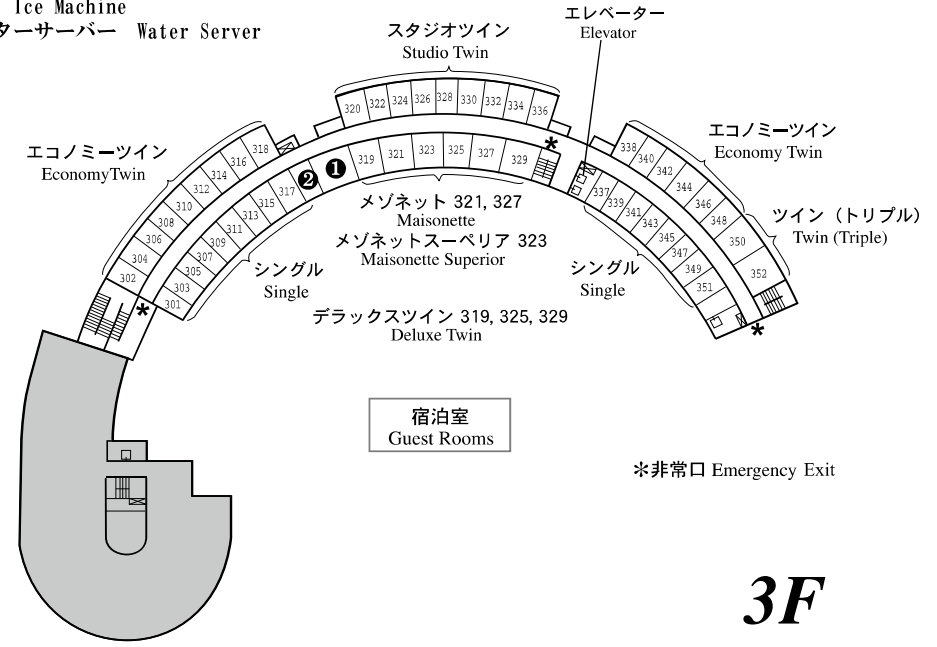 Ice Machine
ターサーバー Water Server
スタジオツイン
Studio Twin
エレベーター
Elevator
エコノミーツイン
EconomyTwin
エコノミーツイン
Economy Twin
ツイン（トリプル）
Twin (Triple)
320 322 324 326 328 330 332 334 336
318
316
314
312
310
308
306
304
302
338
340
342
344
346
348
350
352
❷ ❶ 319 321 323 325 327 329
317
315
313
311
309
307
305
303
301
337
339
341
343
345
347
349
351
メゾネット 321, 327
Maisonette
メゾネットスーペリア 323
Maisonette Superior
シングル
Single
シングル
Single
デラックスツイン 319, 325, 329
Deluxe Twin
宿泊室
Guest Rooms
＊非常口 Emergency Exit
3F